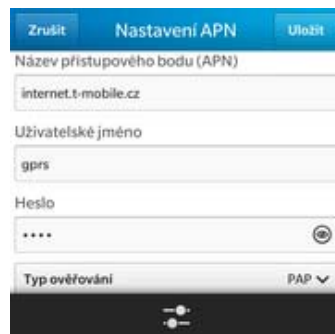 Zrušit Nastavení APN Uložit
Název přístupového bodu (APN)
internet.t-mobile.cz
Uživatelské jméno
gprs
Heslo
••••
Typ ověřování PAP